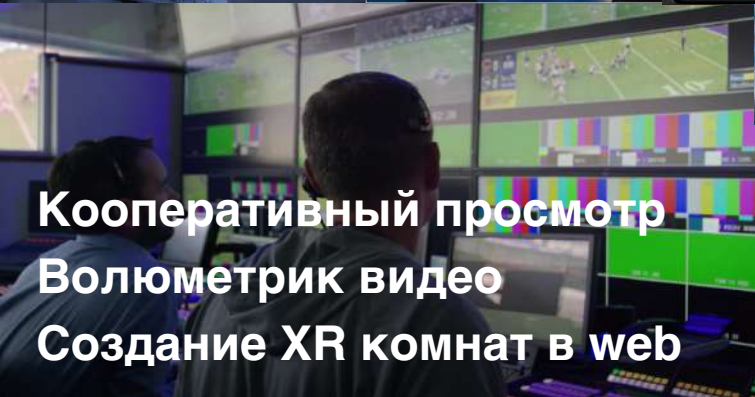 Кооперативный просмотр
Волюметрик видео
Создание XR комнат в web